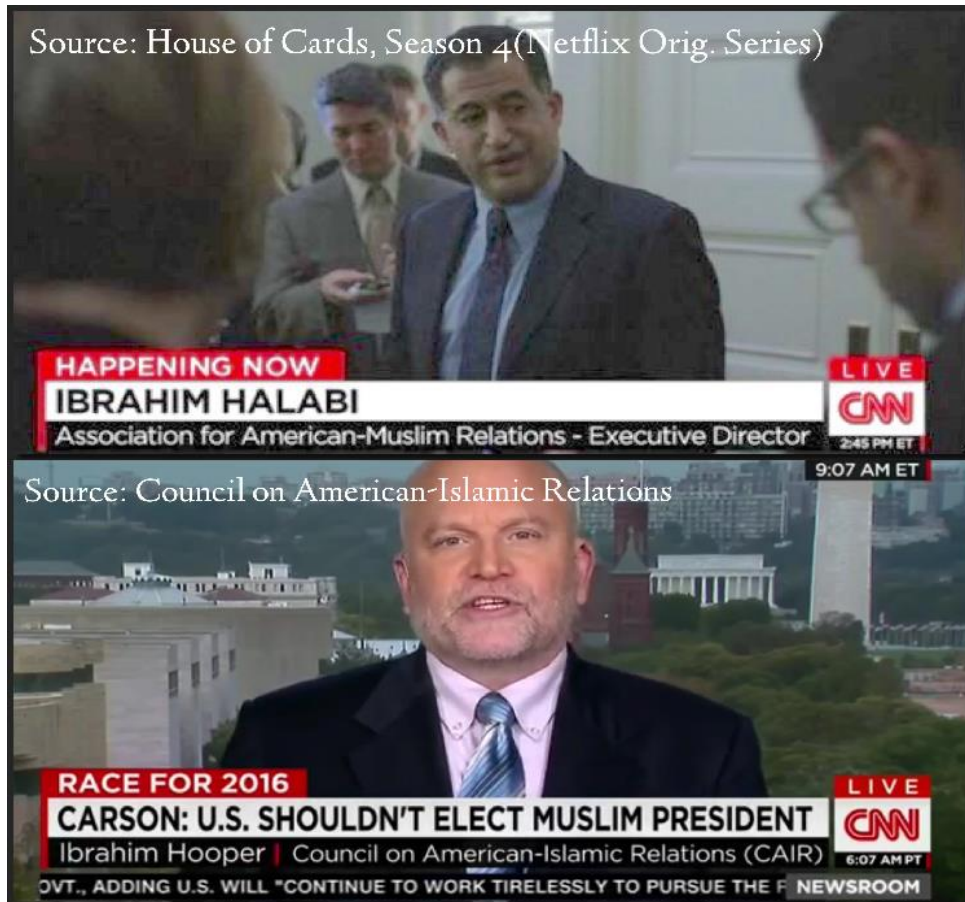 Source: House of Cards, Season 4(Netflix Orig. Series)
HAPPENING NOW
IBRAHIM HALABI
Association for American-Muslim Relations - Executive Director
LIVE
CNN
2:45 PM ET
9:07 AM ET
Source: Council on American-Islamic Relations
RACE FOR 2016
CARSON: U.S. SHOULDN'T ELECT MUSLIM PRESIDENT
Ibrahim Hooper | Council on American-Islamic Relations (CAIR)
LIVE
CNN
6:07 AM PT
OVT., ADDING U.S. WILL "CONTINUE TO WORK TIRELESSLY TO PURSUE THE F
NEWSROOM